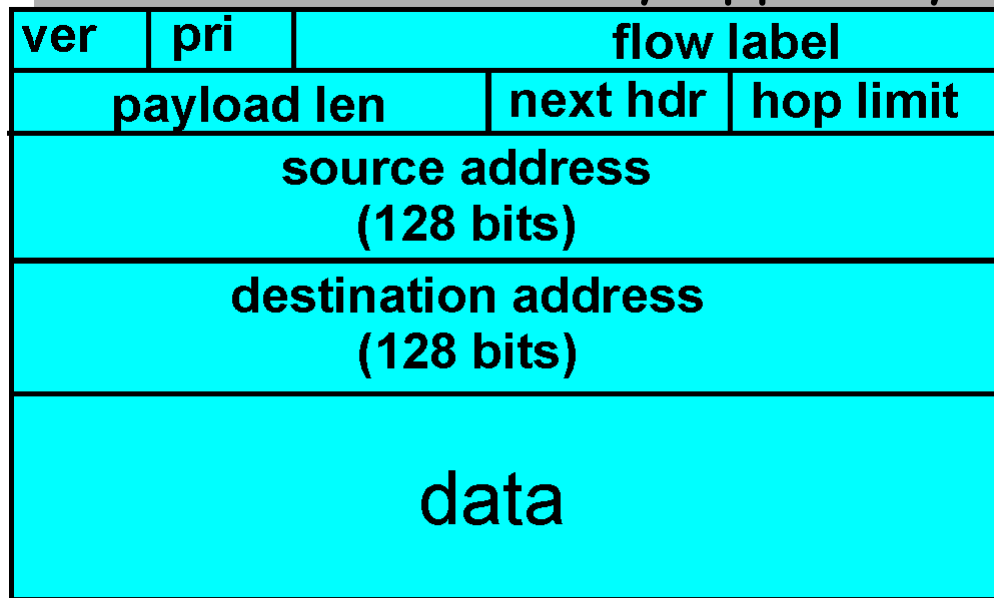 ver pri flow label
payload len next hdr hop limit
source address
(128 bits)
destination address
(128 bits)
data